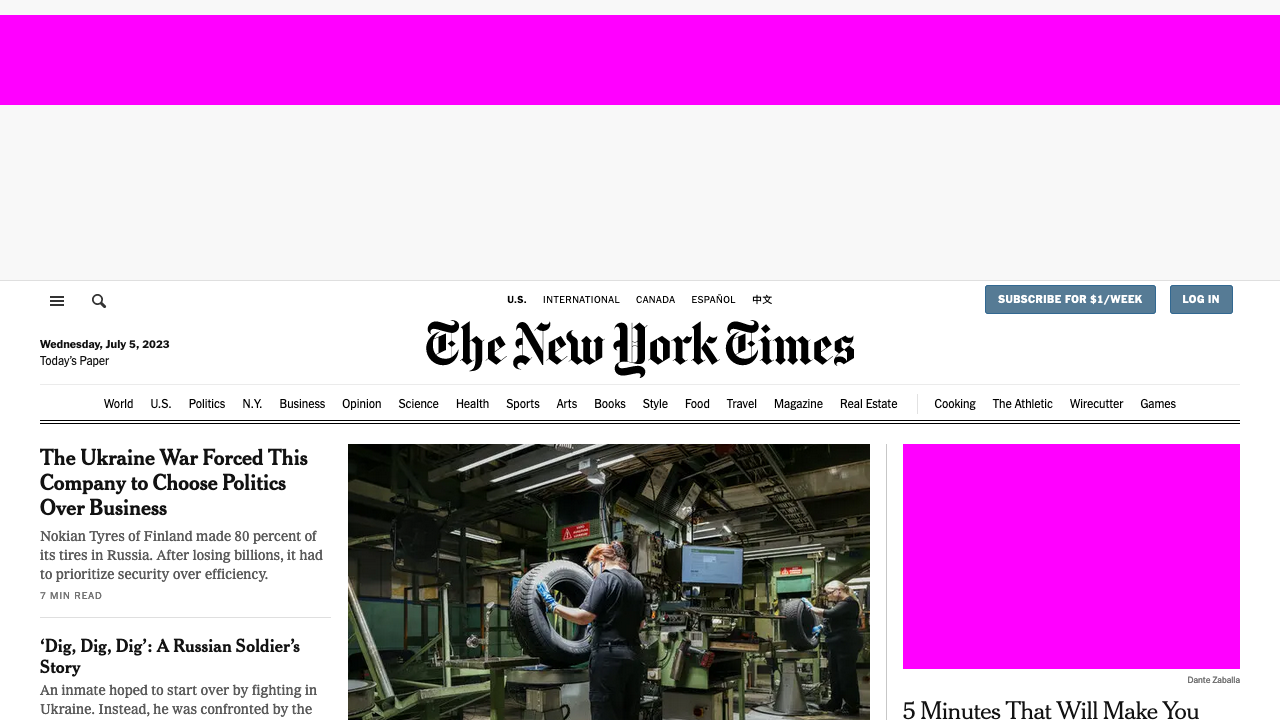 U.S. INTERNATIONAL CANADA ESPAÑOL 中文
SUBSCRIBE FOR $1/WEEK LOG IN
The New York Times
Wednesday, July 5, 2023
Today's Paper
World U.S. Politics N.Y. Business Opinion Science Health Sports Arts Books Style Food Travel Magazine Real Estate Cooking The Athletic Wirecutter Games
The Ukraine War Forced This
Company to Choose Politics
Over Business
Nokian Tyres of Finland made 80 percent of
its tires in Russia. After losing billions, it had
to prioritize security over efficiency.
7 MIN READ
‘Dig, Dig, Dig’: A Russian Soldier’s
Story
An inmate hoped to start over by fighting in
Ukraine. Instead, he was confronted by the
Dante Zaballa
5 Minutes That Will Make You